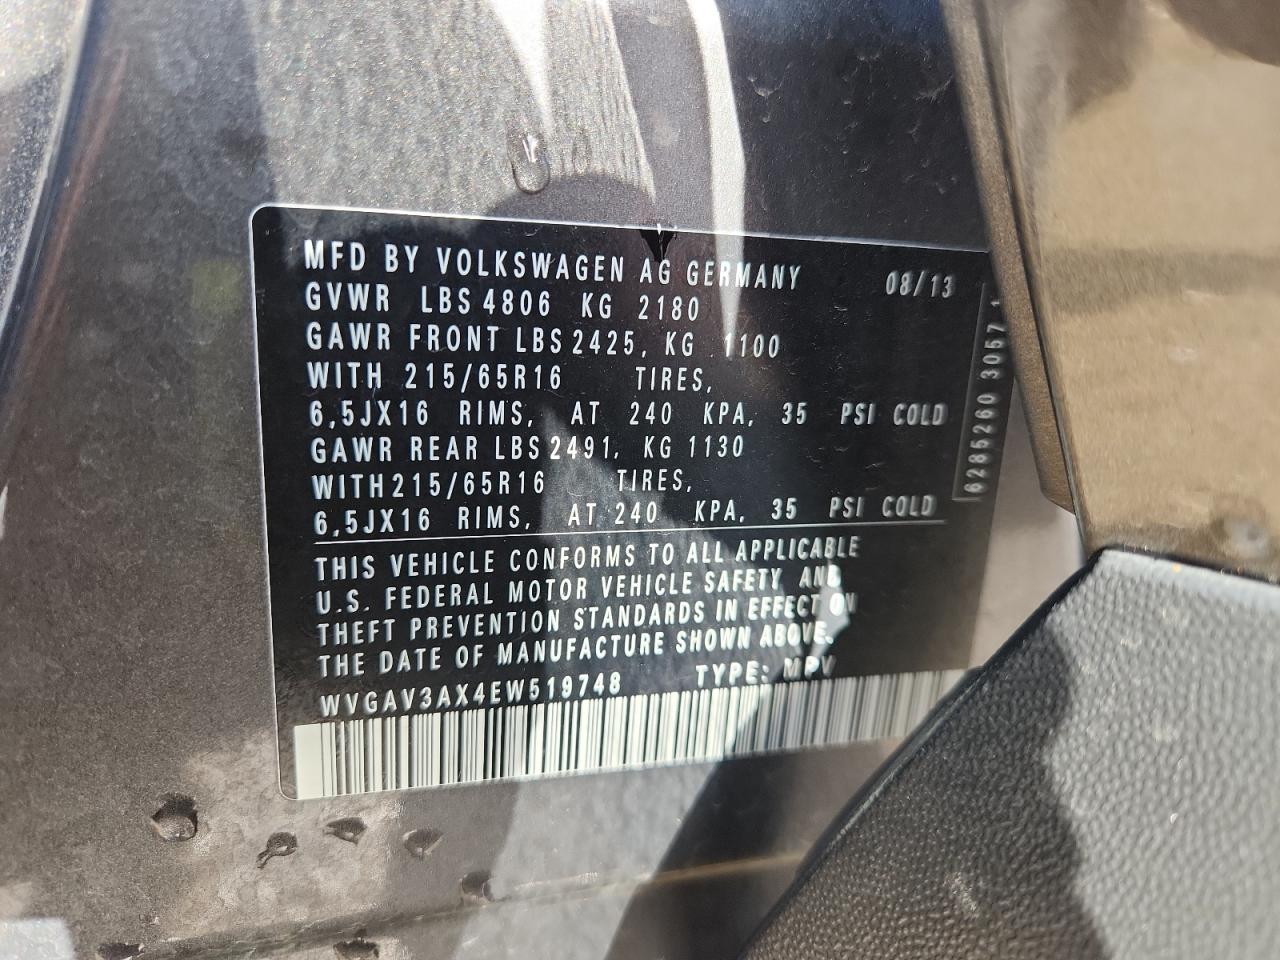 MFD BY VOLKSWAGEN AG GERMANY 08/13
GVWR LBS 4806 KG 2180
GAWR FRONT LBS 2425, KG 1100
WITH 215/65R16 TIRES,
6,5JX16 RIMS, AT 240 KPA, 35 PSI COLD
GAWR REAR LBS 2491, KG 1130
WITH 215/65R16 TIRES,
6,5JX16 RIMS, AT 240 KPA, 35 PSI COLD
THIS VEHICLE CONFORMS TO ALL APPLICABLE
U.S. FEDERAL MOTOR VEHICLE SAFETY AND
THEFT PREVENTION STANDARDS IN EFFECT ON
THE DATE OF MANUFACTURE SHOWN ABOVE.
WVGAV3AX4EW519748 TYPE: MPV
6285260 3057 1